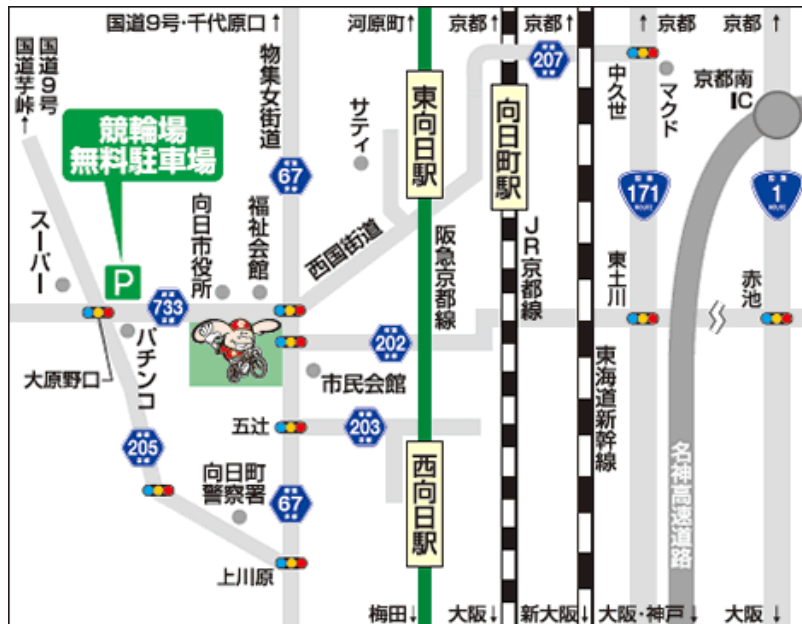 国道9号・千代原口↑
河原町↑
京都↑
京都↑
↑京都
京都↑
国道9号
国道芋峠→
物集女街道
サティ
東向日駅
向日町駅
207
中久世
マクド
京都南
IC
競輪場
無料駐車場
67
171
ROUTE
1
ROUTE
スーパー
P
向日市役所
福祉会館
西国街道
阪急京都線
JR京都線
東土川
赤池
733
パチンコ
202
大原野口
市民会館
東海道新幹線
五辻
203
205
向日町
警察署
67
西向日駅
名神高速道路
上川原
梅田↓
大阪↓
新大阪↓
大阪・神戸↓
大阪↓